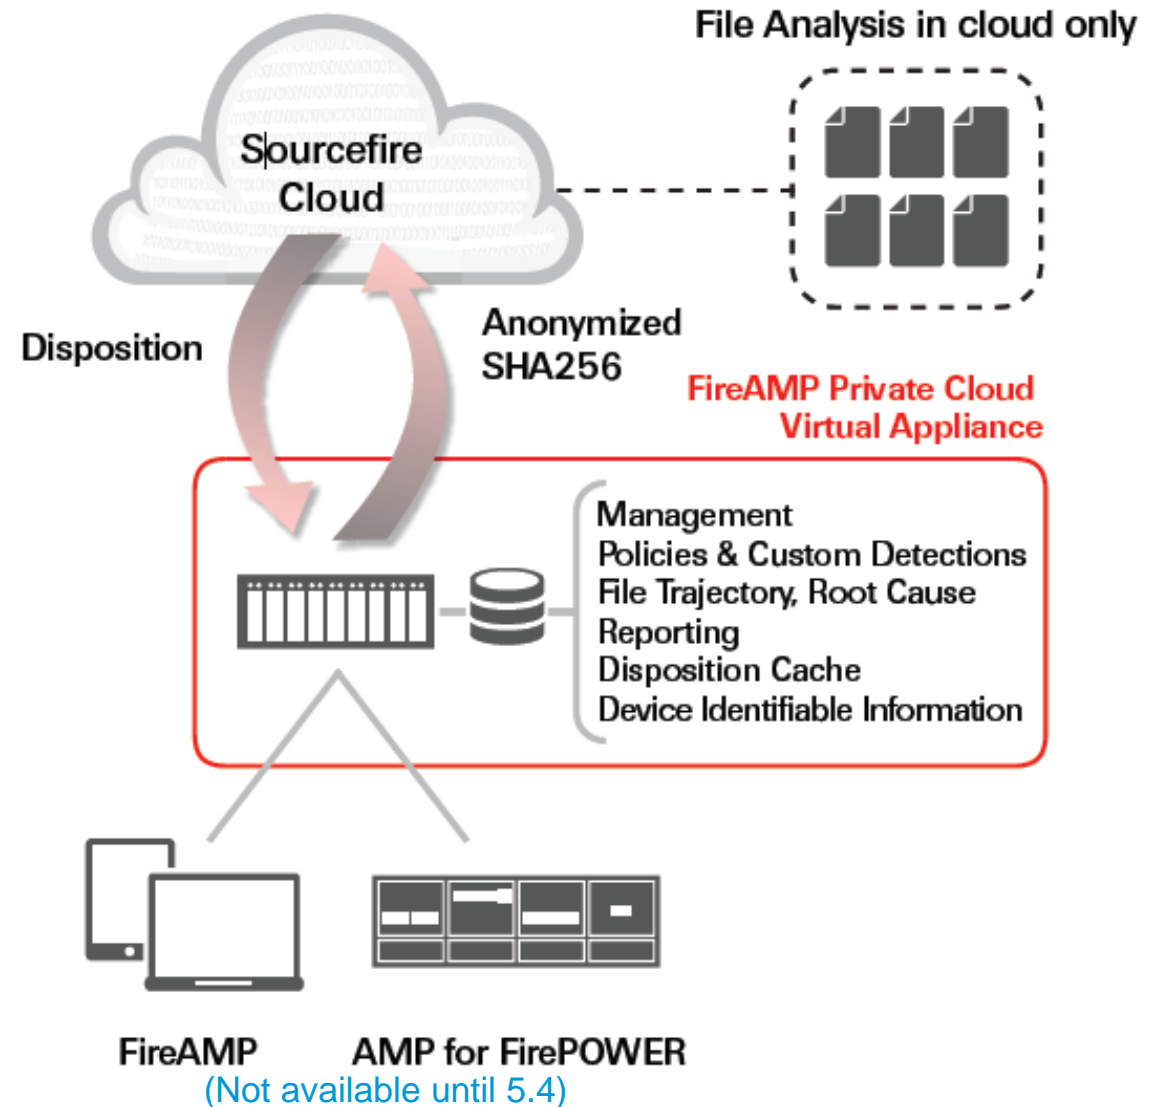 File Analysis in cloud only
Sourcefire
Cloud
Disposition
Anonymized
SHA256
FireAMP Private Cloud
Virtual Appliance
Management
Policies & Custom Detections
File Trajectory, Root Cause
Reporting
Disposition Cache
Device Identifiable Information
FireAMP
AMP for FirePOWER
(Not available until 5.4)